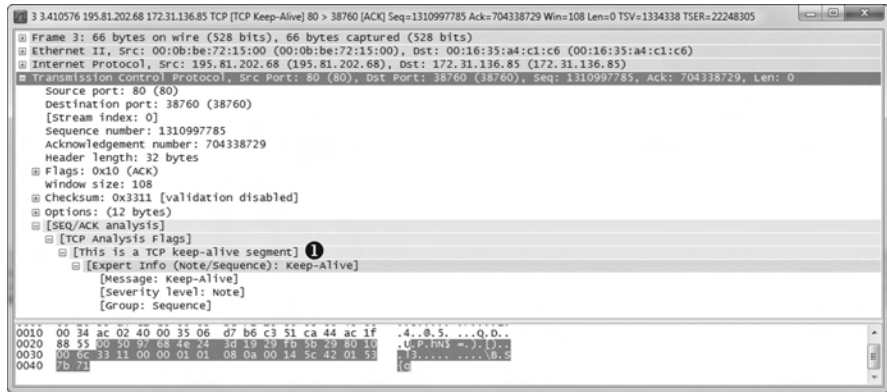 3 3.410576 195.81.202.68 172.31.136.85 TCP [TCP Keep-Alive] 80 > 38760 [ACK] Seq=1310997785 Ack=704338729 Win=108 Len=0 TSV=1334338 TSER=22248305
Frame 3: 66 bytes on wire (528 bits), 66 bytes captured (528 bits)
Ethernet II, Src: 00:0b:be:72:15:00 (00:0b:be:72:15:00), Dst: 00:16:35:a4:c1:c6 (00:16:35:a4:c1:c6)
Internet Protocol, Src: 195.81.202.68 (195.81.202.68), Dst: 172.31.136.85 (172.31.136.85)
Transmission Control Protocol, Src Port: 80 (80), Dst Port: 38760 (38760), Seq: 1310997785, Ack: 704338729, Len: 0
Source port: 80 (80)
Destination port: 38760 (38760)
[Stream index: 0]
Sequence number: 1310997785
Acknowledgement number: 704338729
Header length: 32 bytes
Flags: 0x10 (ACK)
Window size: 108
Checksum: 0x3311 [validation disabled]
Options: (12 bytes)
[SEQ/ACK analysis]
[TCP Analysis Flags]
[This is a TCP keep-alive segment] ❶
[Expert Info (Note/Sequence): Keep-Alive]
[Message: Keep-Alive]
[Severity level: Note]
[Group: Sequence]
0010 00 34 ac 02 40 00 35 06 d7 b6 c3 51 ca 44 ac 1f .4..@.5. ...Q.D..
0020 88 55 00 50 97 68 4e 24 3d 19 29 fb 5b 29 80 10 .U.P.hN$ =.).[)..
0030 00 6c 33 11 00 00 01 01 08 0a 00 14 5c 42 01 53 .l3..... ....\B.S
0040 7b 71 {q